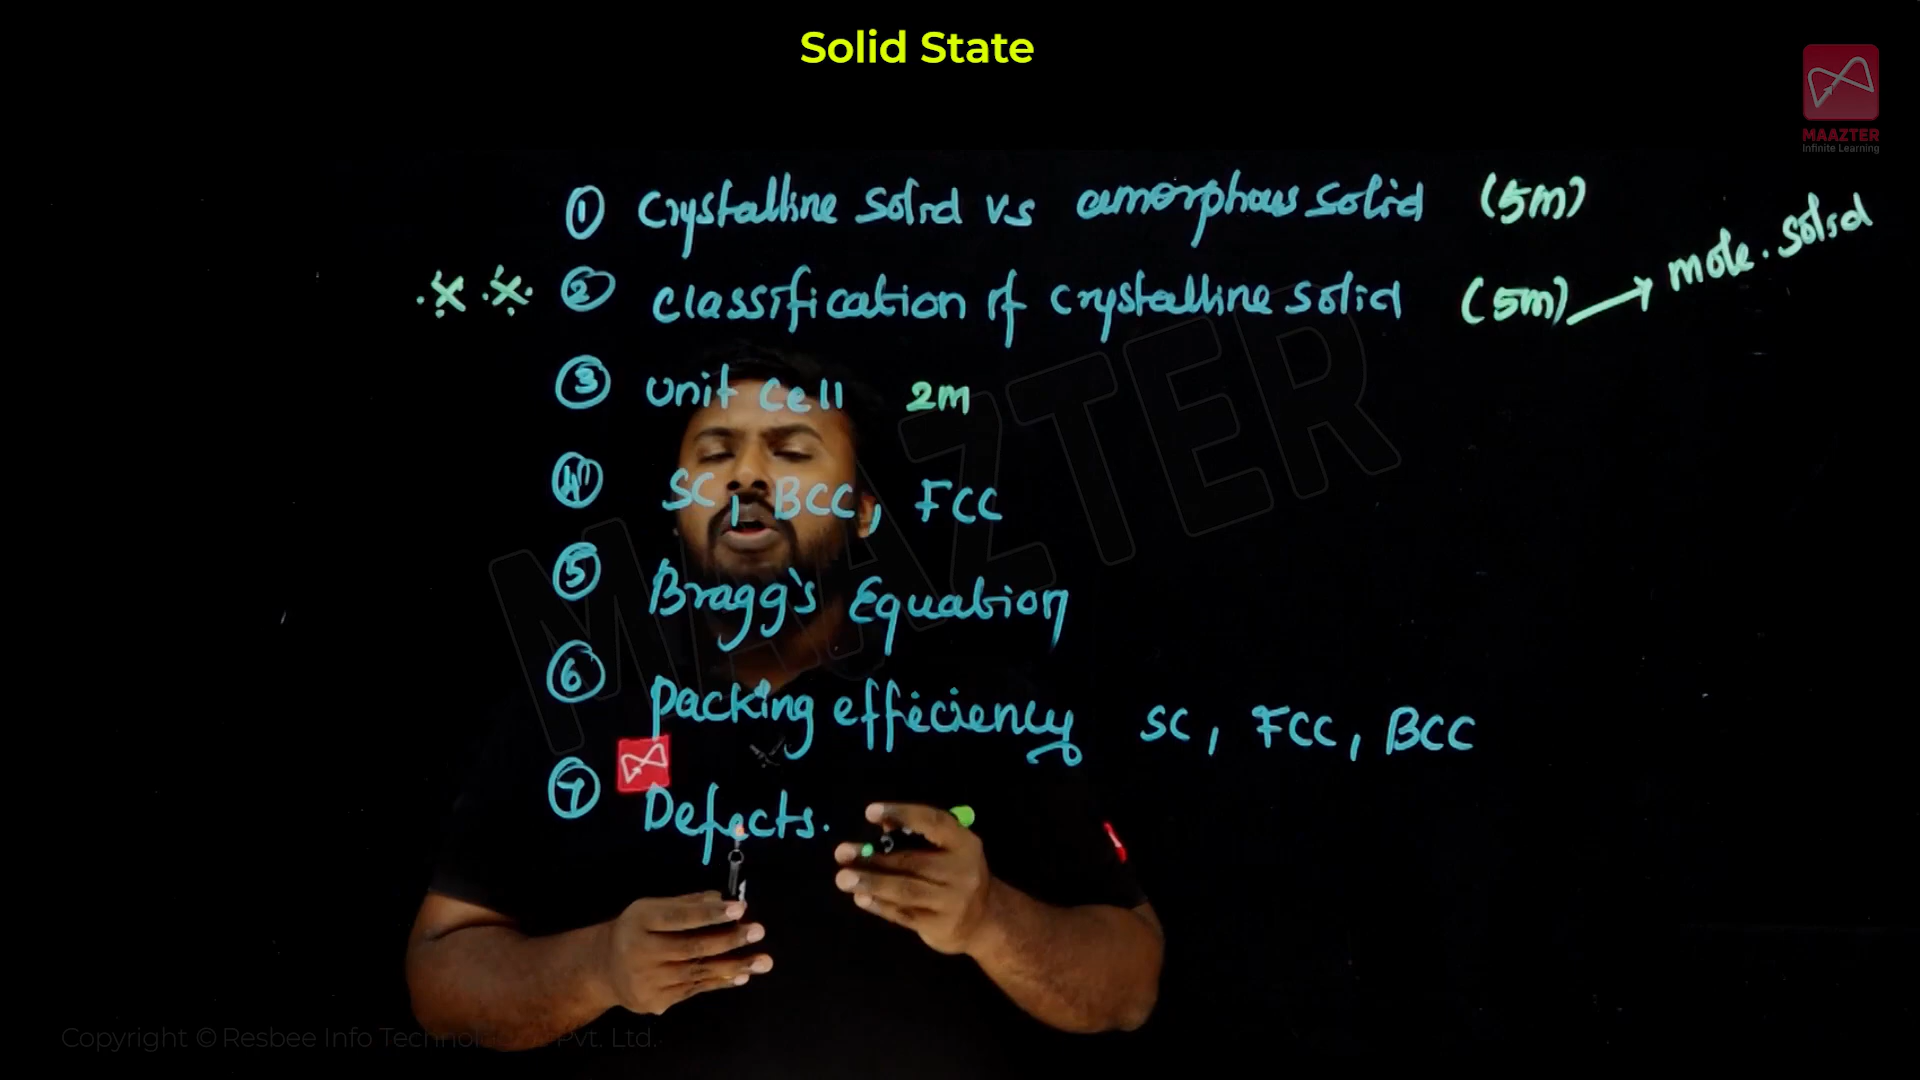 Solid State
MAAZTER
Infinite Learning
① Crystalline Solid vs amorphous solid (5m)
※ ※ ② Classification of Crystalline Solid (5m) → mole. solid
③ Unit Cell 2m
④ SC, BCC, FCC
⑤ Bragg's Equation
⑥ Packing efficiency SC, FCC, BCC
⑦ Defects.
MAAZTER
Copyright © Resbee Info Technologies Pvt. Ltd.